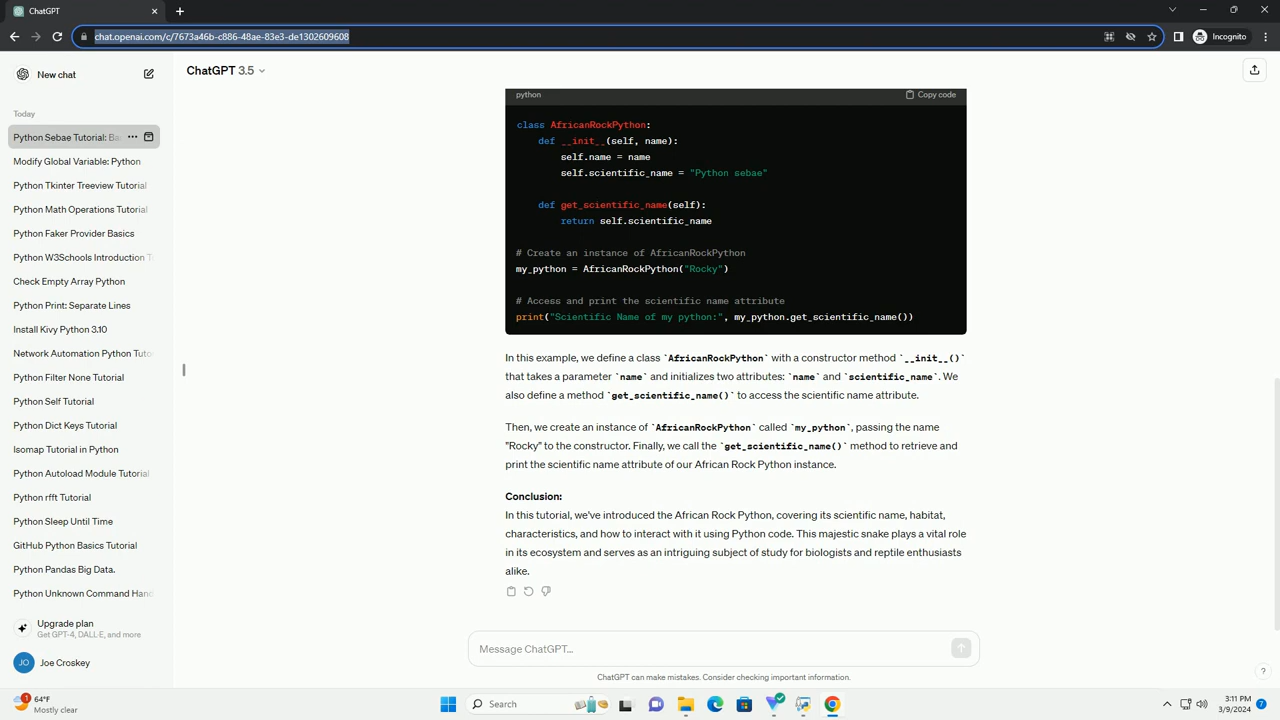 ChatGPT
chat.openai.com/c/7673a46b-c886-48ae-83e3-de1302609608
Incognito
New chat
ChatGPT 3.5
Today
Python Sebae Tutorial: Ba
Modify Global Variable: Python
Python Tkinter Treeview Tutorial
Python Math Operations Tutorial
Python Faker Provider Basics
Python W3Schools Introduction T
Check Empty Array Python
Python Print: Separate Lines
Install Kivy Python 3.10
Network Automation Python Tuto
Python Filter None Tutorial
Python Self Tutorial
Python Dict Keys Tutorial
Isomap Tutorial in Python
Python Autoload Module Tutorial
Python rfft Tutorial
Python Sleep Until Time
GitHub Python Basics Tutorial
Python Pandas Big Data.
Python Unknown Command Hand
Upgrade plan
Get GPT-4, DALL·E, and more
JO Joe Croskey
python
Copy code
class AfricanRockPython:
    def __init__(self, name):
        self.name = name
        self.scientific_name = "Python sebae"
    def get_scientific_name(self):
        return self.scientific_name
# Create an instance of AfricanRockPython
my_python = AfricanRockPython("Rocky")
# Access and print the scientific name attribute
print("Scientific Name of my python:", my_python.get_scientific_name())
In this example, we define a class `AfricanRockPython` with a constructor method `__init__()`
that takes a parameter `name` and initializes two attributes: `name` and `scientific_name`. We
also define a method `get_scientific_name()` to access the scientific name attribute.
Then, we create an instance of `AfricanRockPython` called `my_python`, passing the name
"Rocky" to the constructor. Finally, we call the `get_scientific_name()` method to retrieve and
print the scientific name attribute of our African Rock Python instance.
Conclusion:
In this tutorial, we've introduced the African Rock Python, covering its scientific name, habitat,
characteristics, and how to interact with it using Python code. This majestic snake plays a vital role
in its ecosystem and serves as an intriguing subject of study for biologists and reptile enthusiasts
alike.
Message ChatGPT...
ChatGPT can make mistakes. Consider checking important information.
?
1
64°F
Mostly clear
Search
3:11 PM
3/9/2024
7